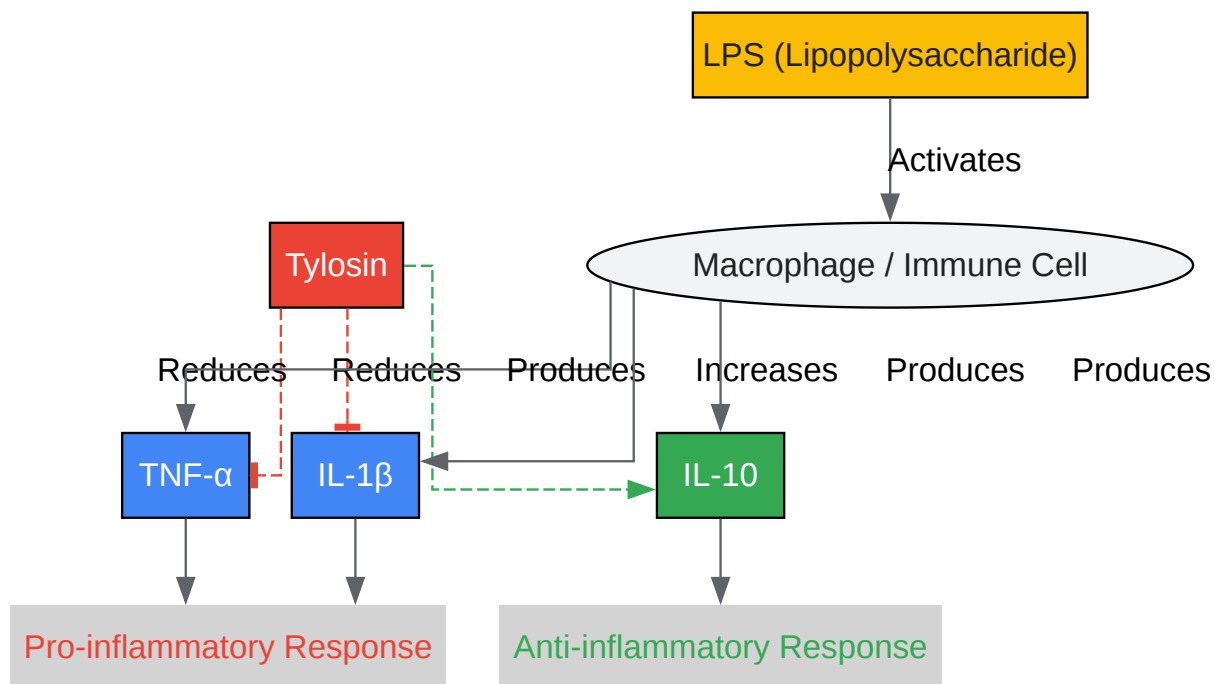 LPS (Lipopolysaccharide)
Activates
Tylosin
Macrophage / Immune Cell
Reduces
Reduces
Produces
Increases
Produces
Produces
TNF-α
IL-1β
IL-10
Pro-inflammatory Response
Anti-inflammatory Response